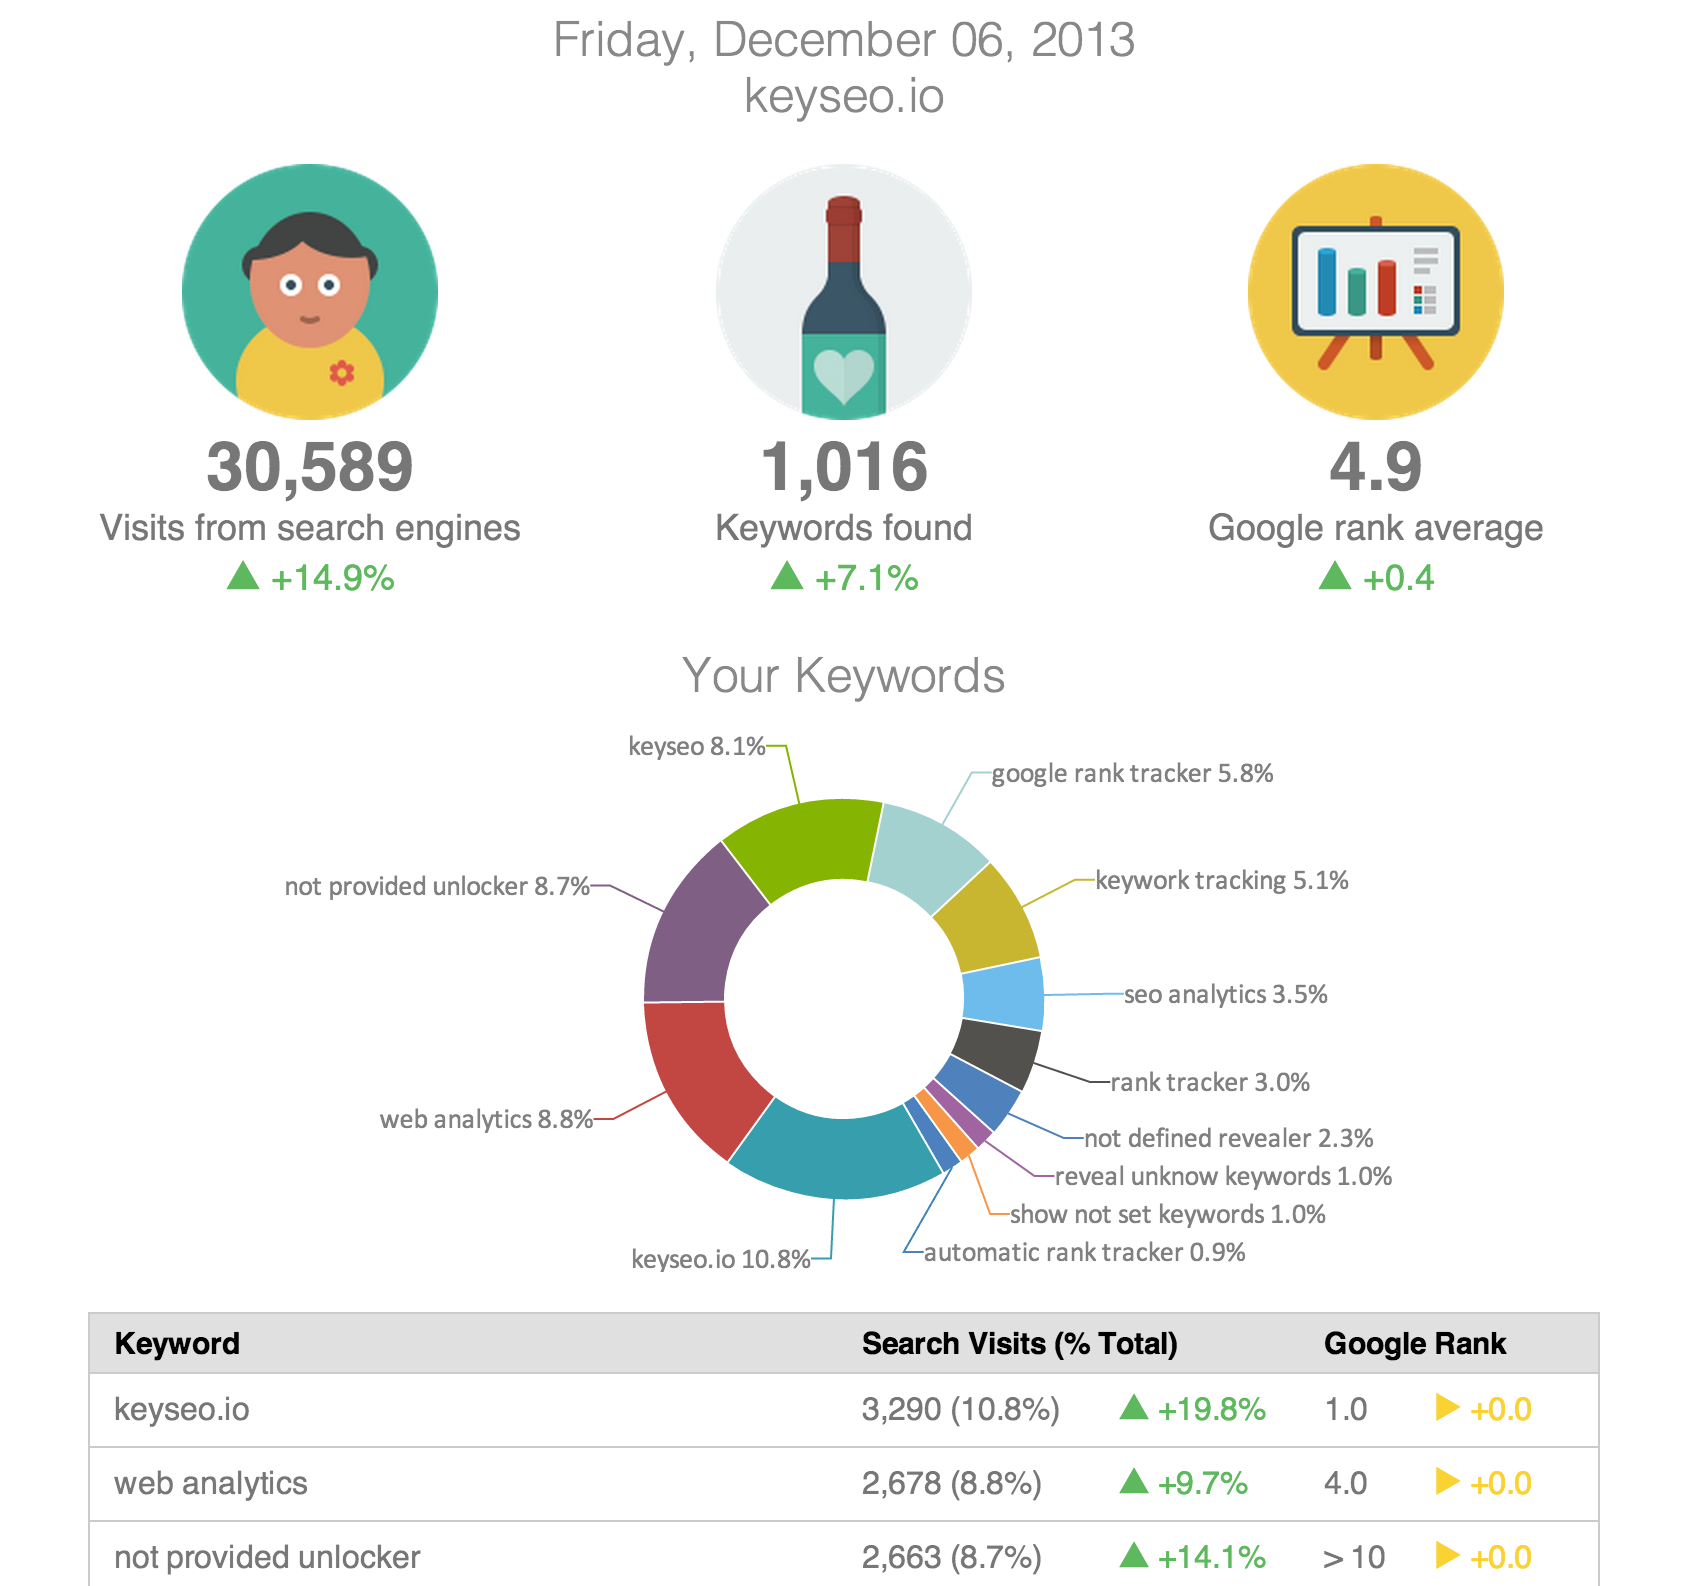 Friday, December 06, 2013
keyseo.io
30,589
Visits from search engines
+14.9%
1,016
Keywords found
+7.1%
4.9
Google rank average
+0.4
Your Keywords
keyseo 8.1%
google rank tracker 5.8%
not provided unlocker 8.7%
keywork tracking 5.1%
seo analytics 3.5%
rank tracker 3.0%
web analytics 8.8%
not defined revealer 2.3%
reveal unknow keywords 1.0%
show not set keywords 1.0%
automatic rank tracker 0.9%
keyseo.io 10.8%
Keyword Search Visits (% Total) Google Rank
keyseo.io 3,290 (10.8%) +19.8% 1.0 +0.0
web analytics 2,678 (8.8%) +9.7% 4.0 +0.0
not provided unlocker 2,663 (8.7%) +14.1% > 10 +0.0